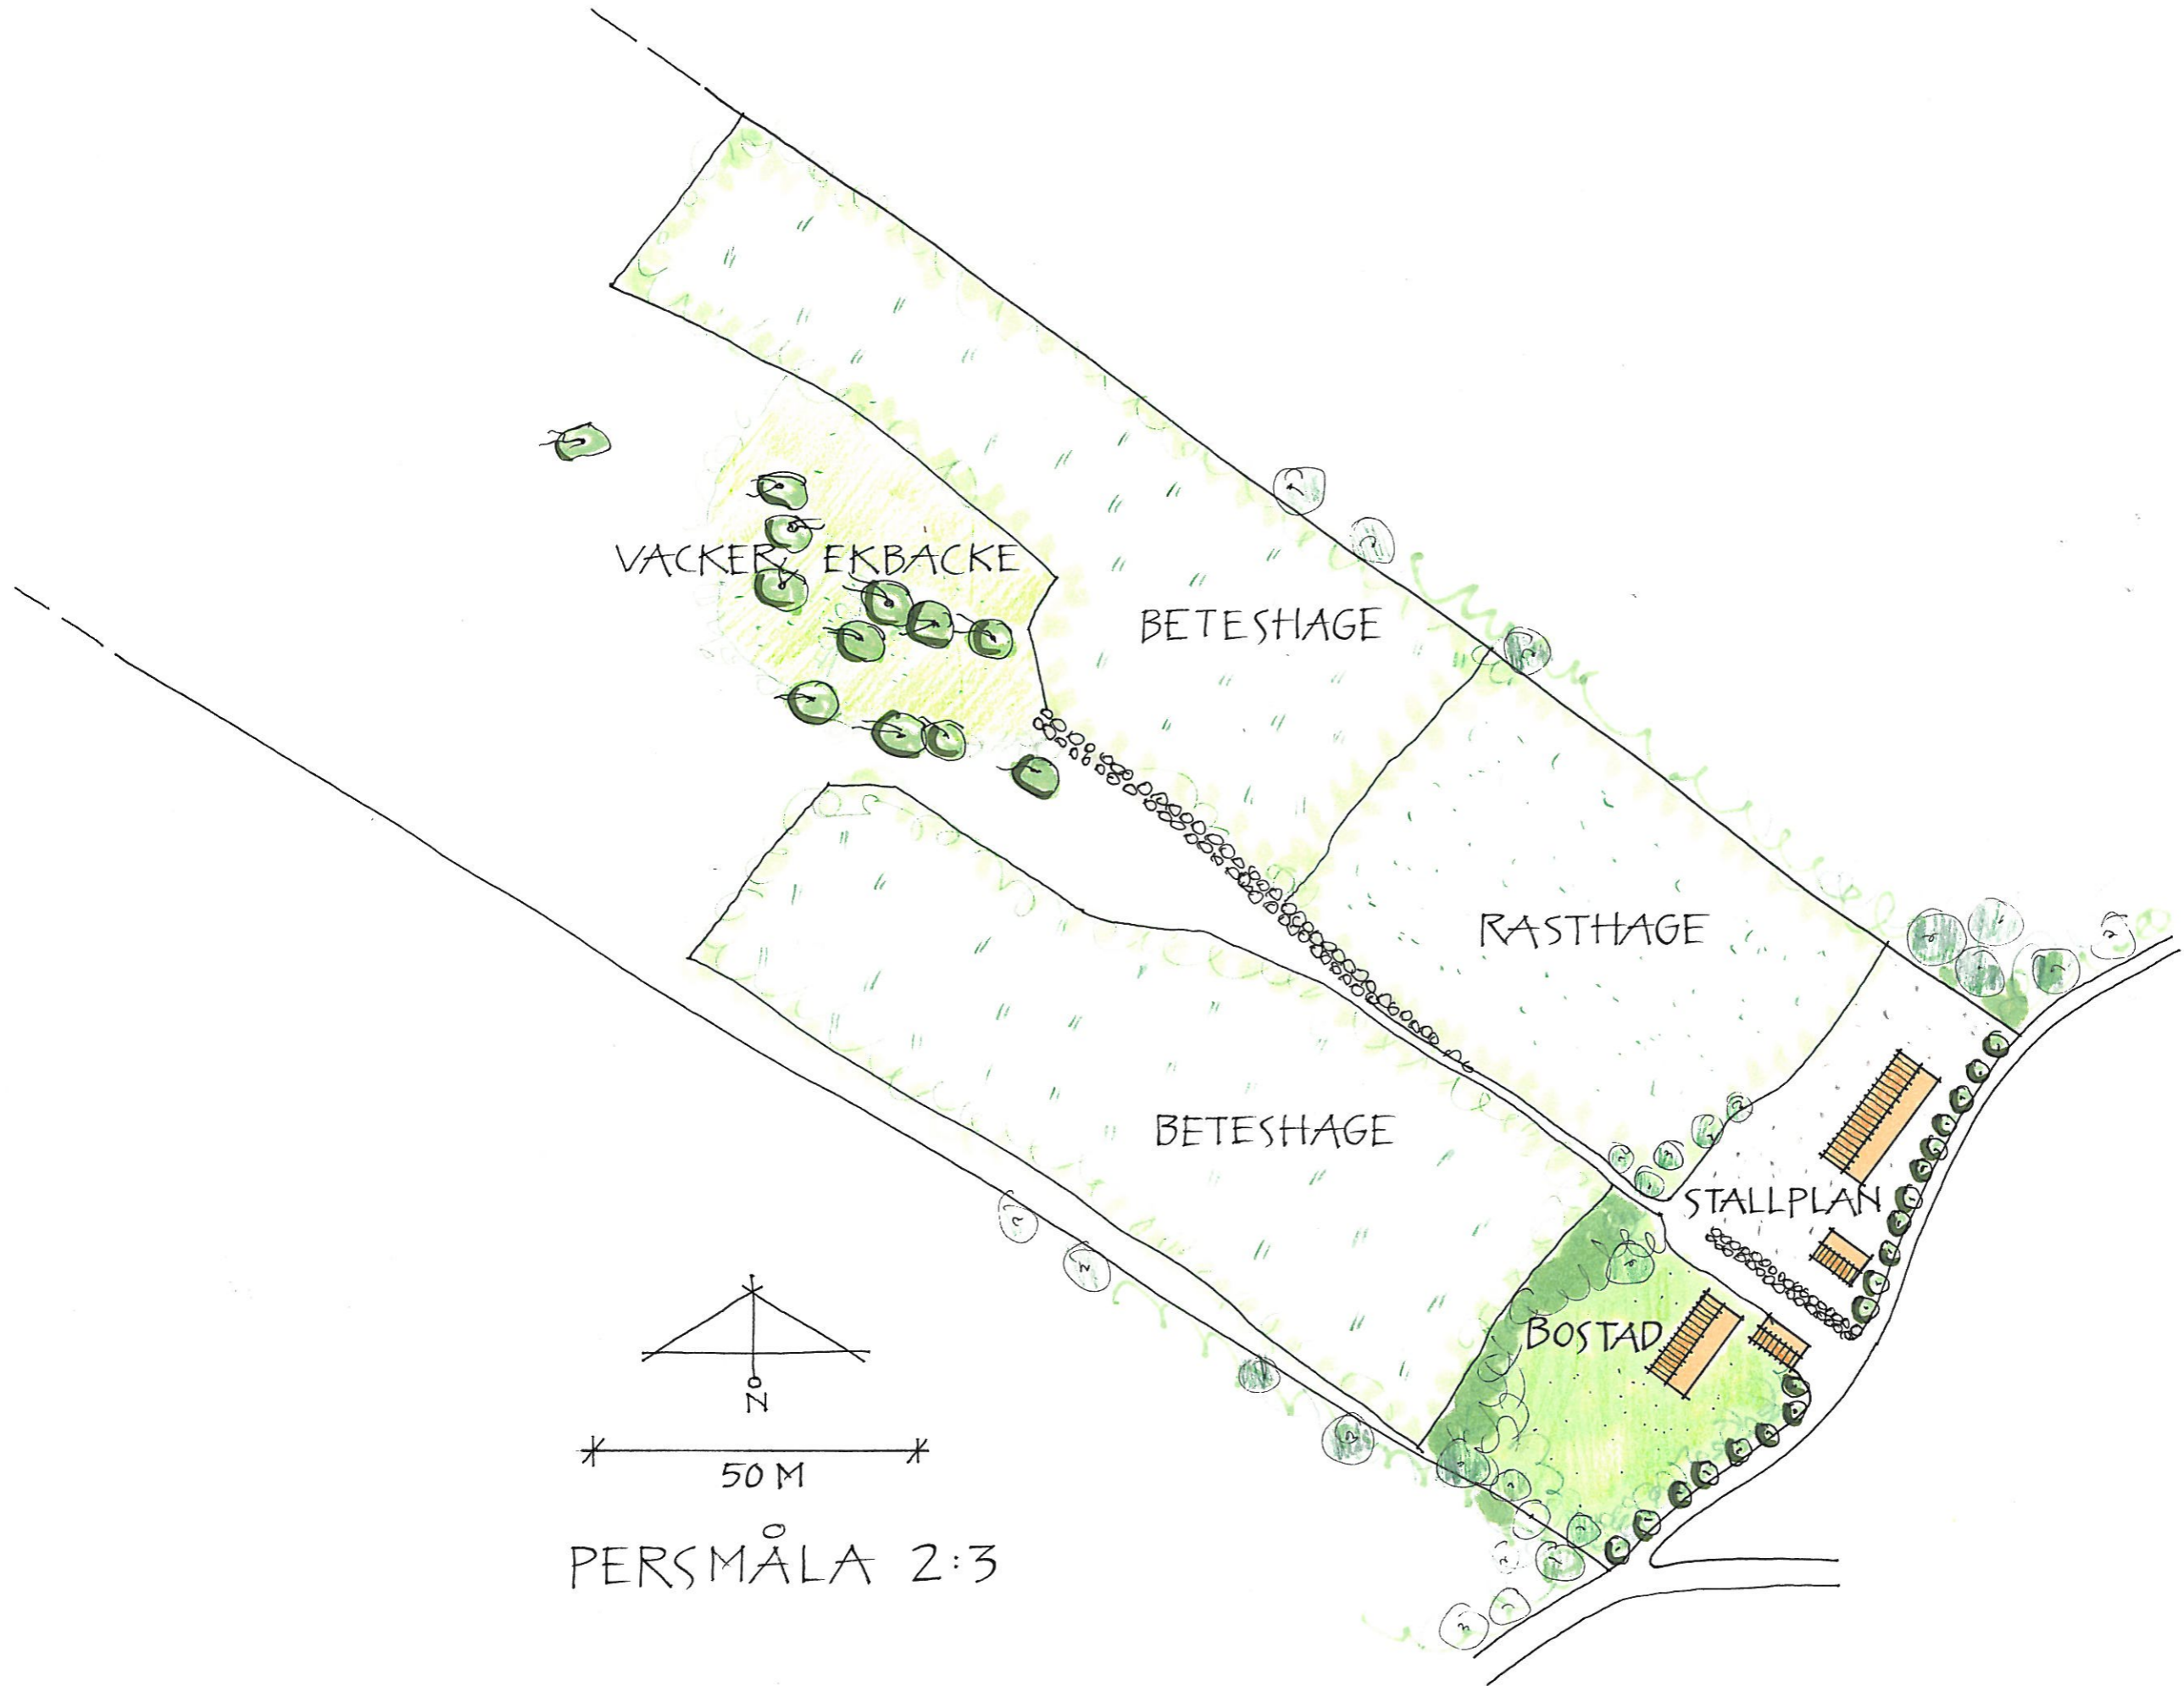 VACKER EKBACKE
BETESHAGE
RASTHAGE
BETESHAGE
STALLPLAN
BOSTAD
N
50 M
PERSMÅLA 2:3